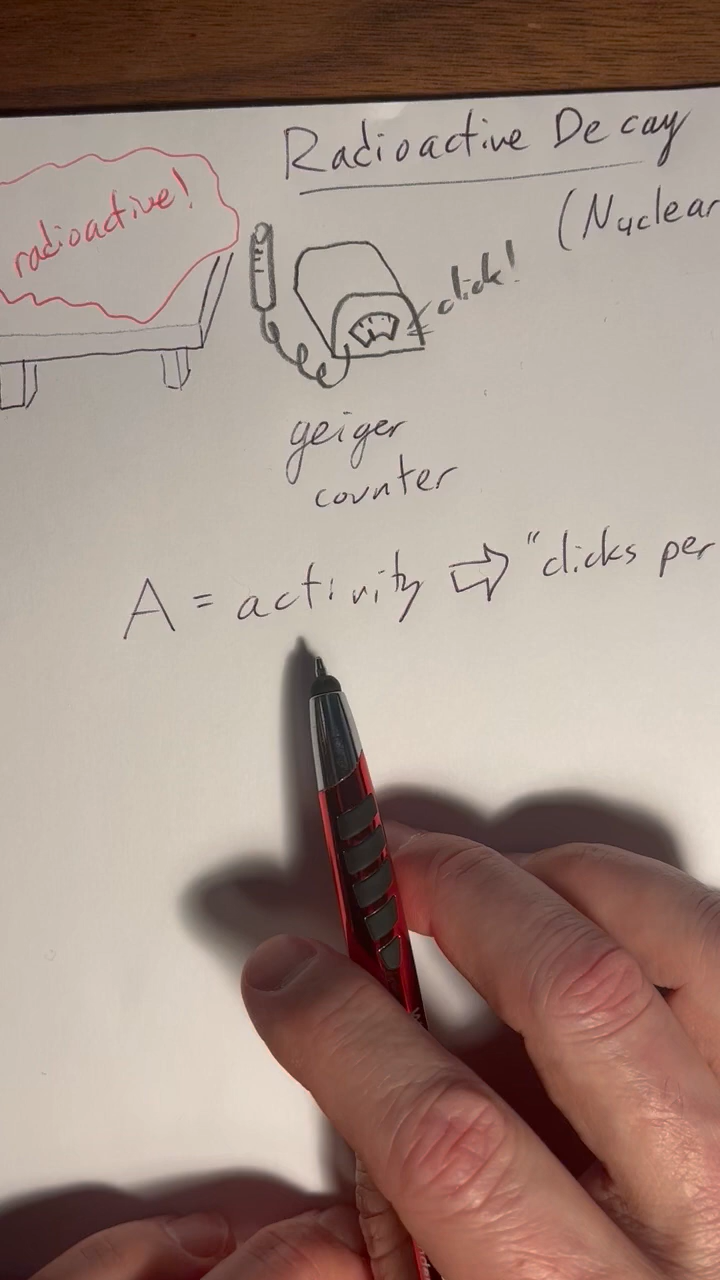 Radioactive Decay
(Nuclear
radioactive!
click!
geiger
counter
A = activity ⇨ "clicks per